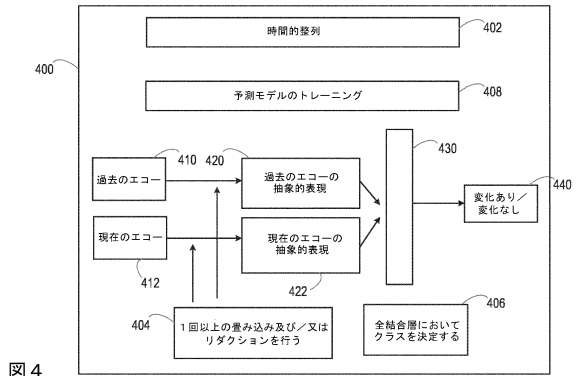 時間的整列
402
400
予測モデルのトレーニング
408
430
410
420
440
過去のエコー
過去のエコーの
抽象的表現
変化あり／
変化なし
現在のエコー
現在のエコーの
抽象的表現
412
422
404
406
１回以上の畳み込み及び／又は
リダクションを行う
全結合層において
クラスを決定する
図４